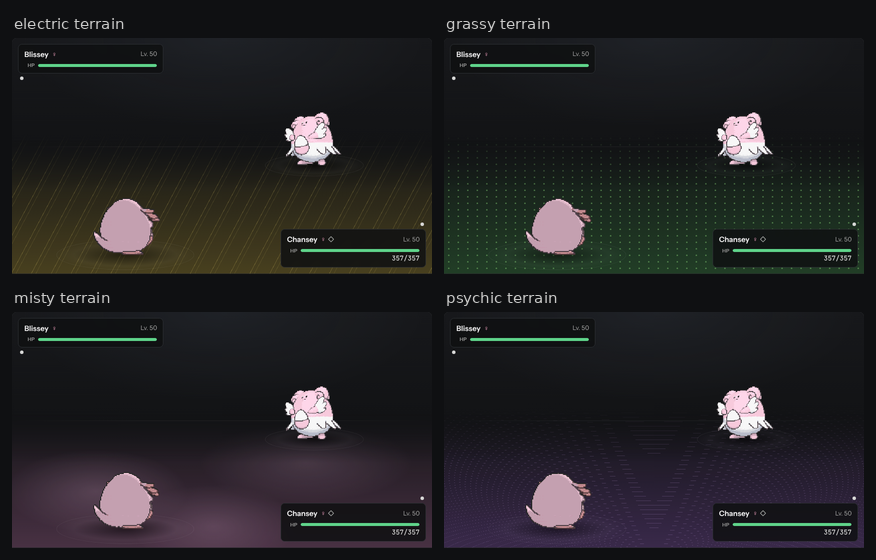 electric terrain
Blissey ♀ Lv. 50
HP
Chansey ♀ ◇ Lv. 50
HP
357/357
grassy terrain
Blissey ♀ Lv. 50
HP
Chansey ♀ ◇ Lv. 50
HP
357/357
misty terrain
Blissey ♀ Lv. 50
HP
Chansey ♀ ◇ Lv. 50
HP
357/357
psychic terrain
Blissey ♀ Lv. 50
HP
Chansey ♀ ◇ Lv. 50
HP
357/357